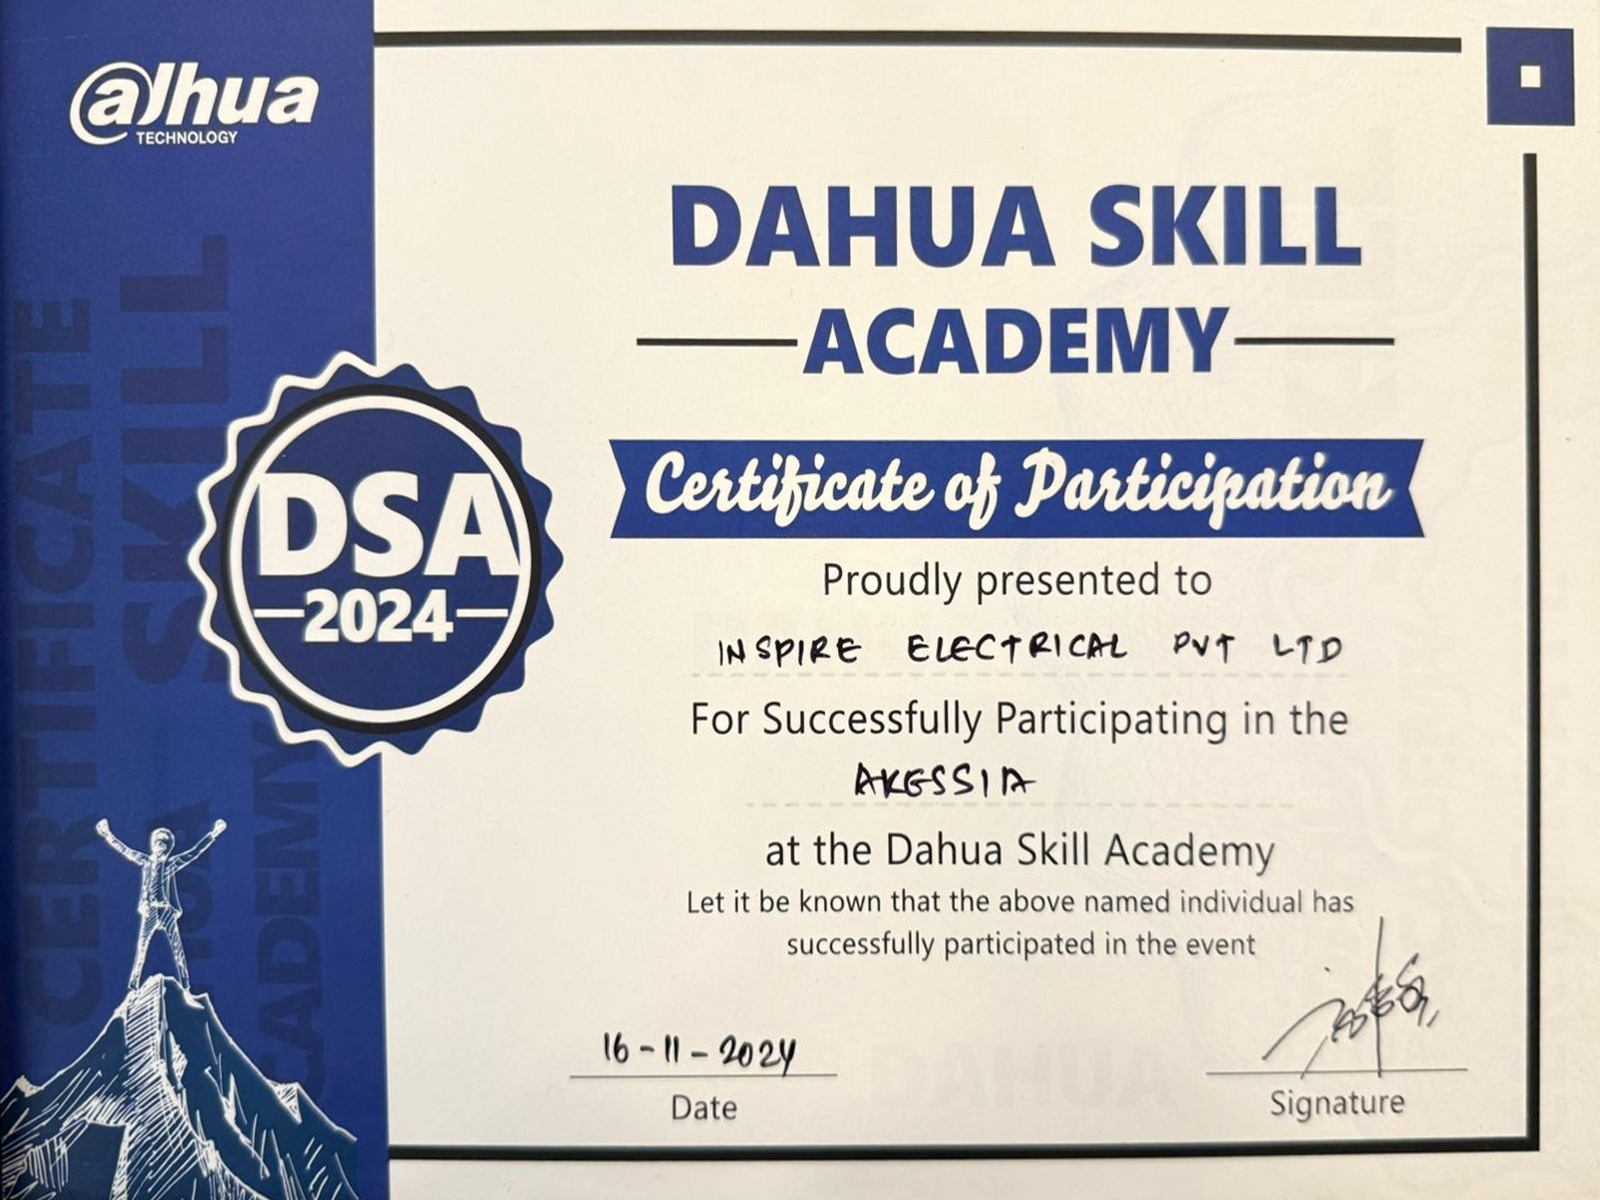 alhua
TECHNOLOGY
CERTIFICATE
SKILL
ACADEMY
DSA
2024
DAHUA SKILL
ACADEMY
Certificate of Participation
Proudly presented to
INSPIRE ELECTRICAL PVT LTD
For Successfully Participating in the
AKESSIA
at the Dahua Skill Academy
Let it be known that the above named individual has
successfully participated in the event
16-11-2024
Date
Signature